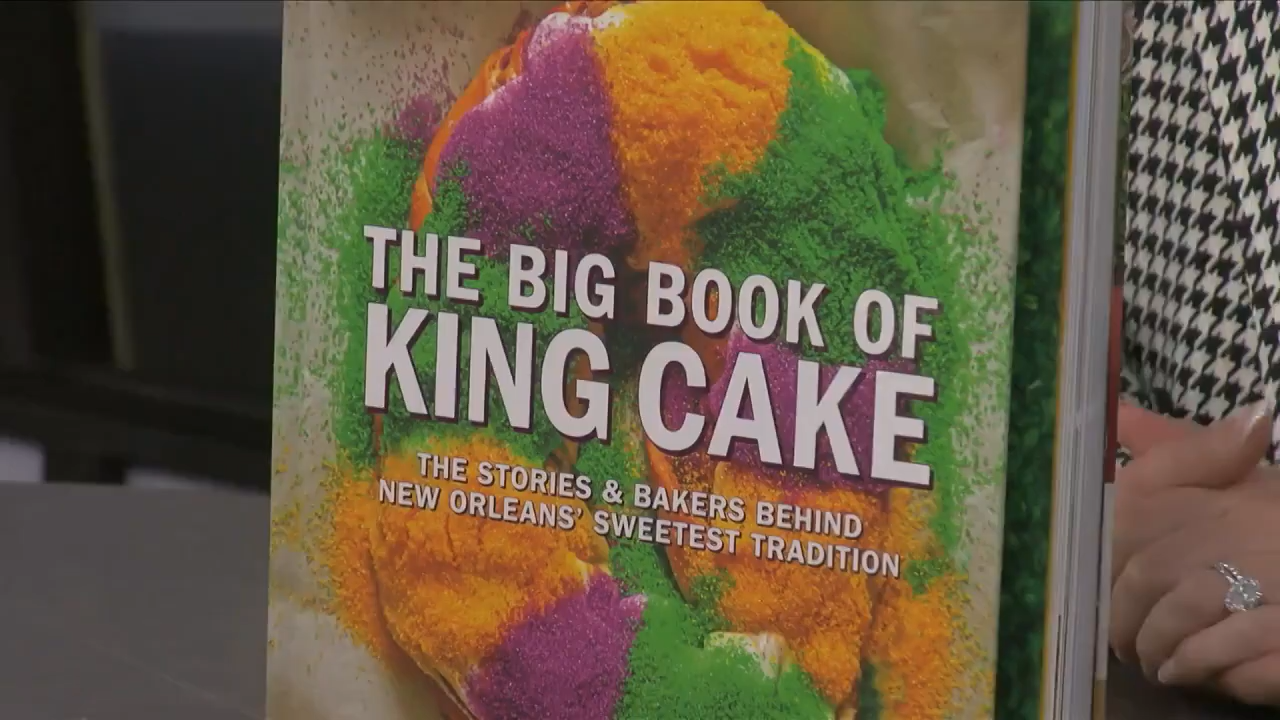 THE BIG BOOK OF
KING CAKE
THE STORIES & BAKERS BEHIND
NEW ORLEANS' SWEETEST TRADITION